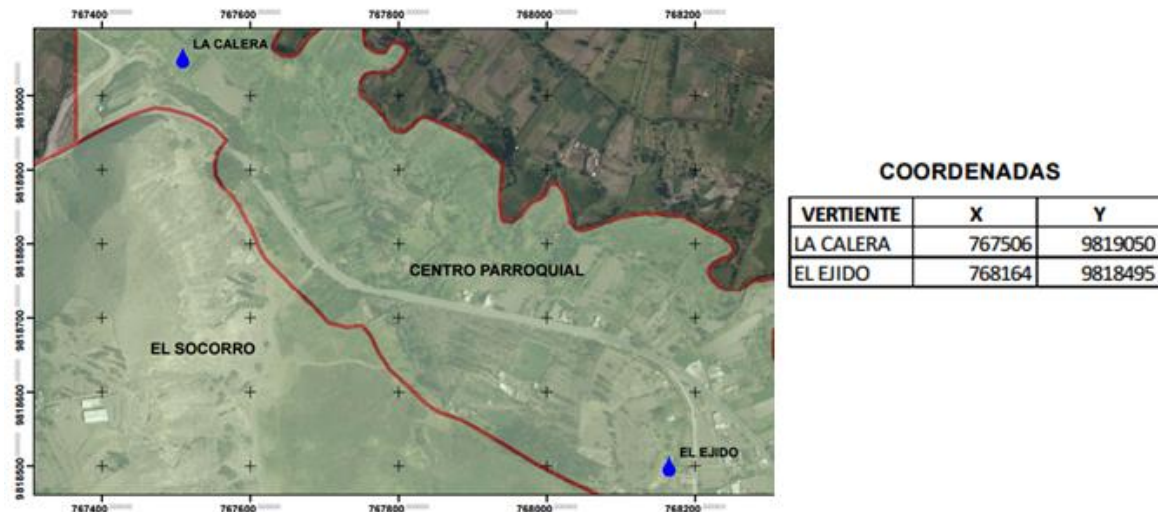 767400 767600 767800 768000 768200
LA CALERA
9819000
9818900
9818800
9818700
9818600
9818500
CENTRO PARROQUIAL
EL SOCORRO
EL EJIDO
767400 767600 767800 768000 768200
COORDENADAS
VERTIENTE X Y
LA CALERA 767506 9819050
EL EJIDO 768164 9818495